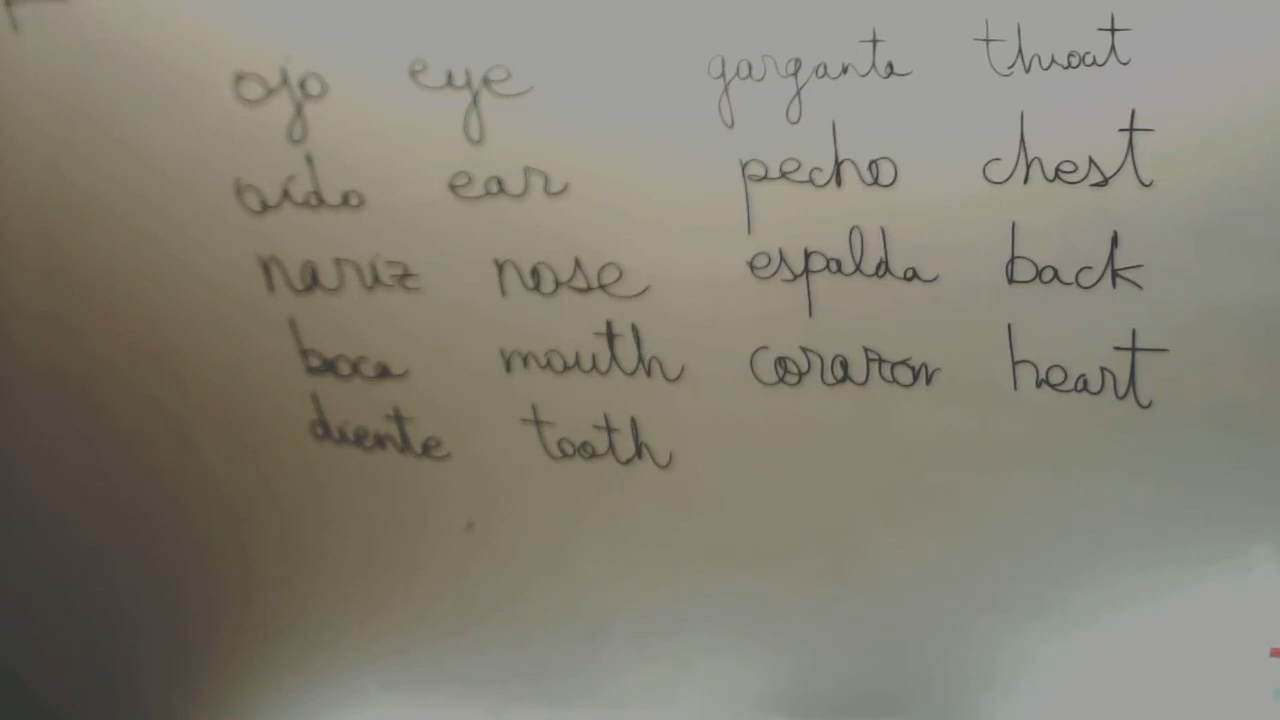 ojo eye
oído ear
nariz nose
boca mouth
diente tooth
garganta throat
pecho chest
espalda back
corazon heart